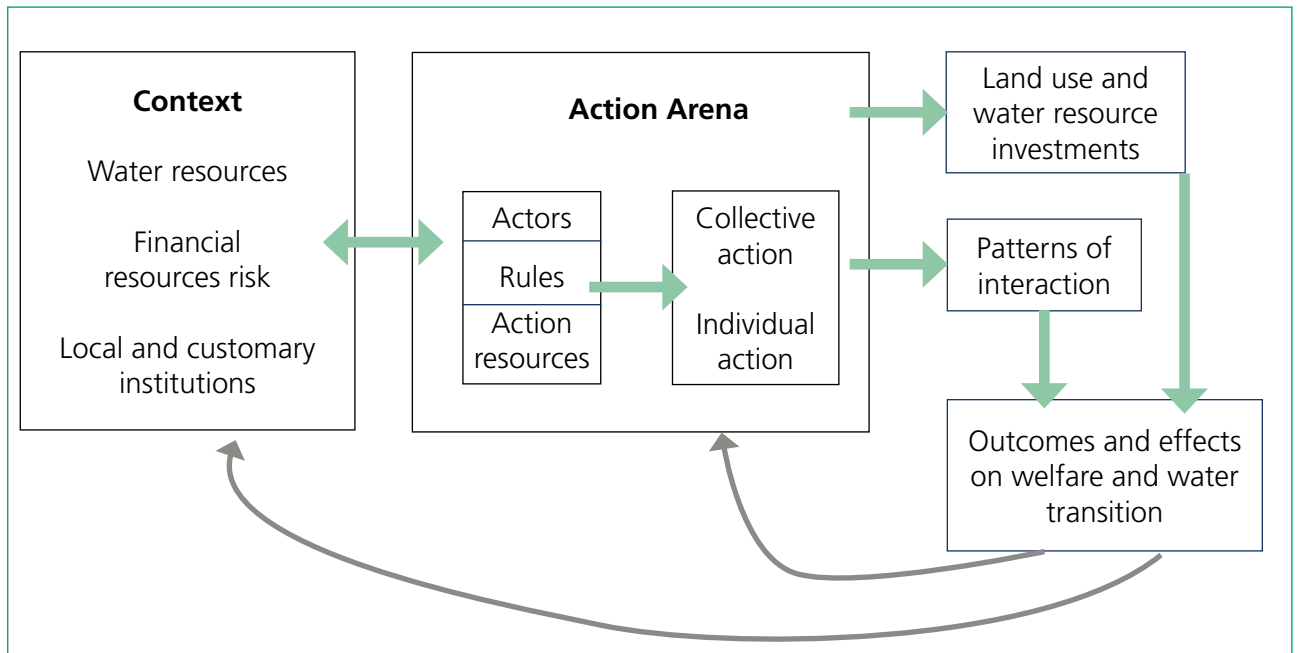 Context
Water resources
Financial
resources risk
Local and customary
institutions
Action Arena
Actors
Rules
Action
resources
Collective
action
Individual
action
Land use and
water resource
investments
Patterns of
interaction
Outcomes and effects
on welfare and water
transition